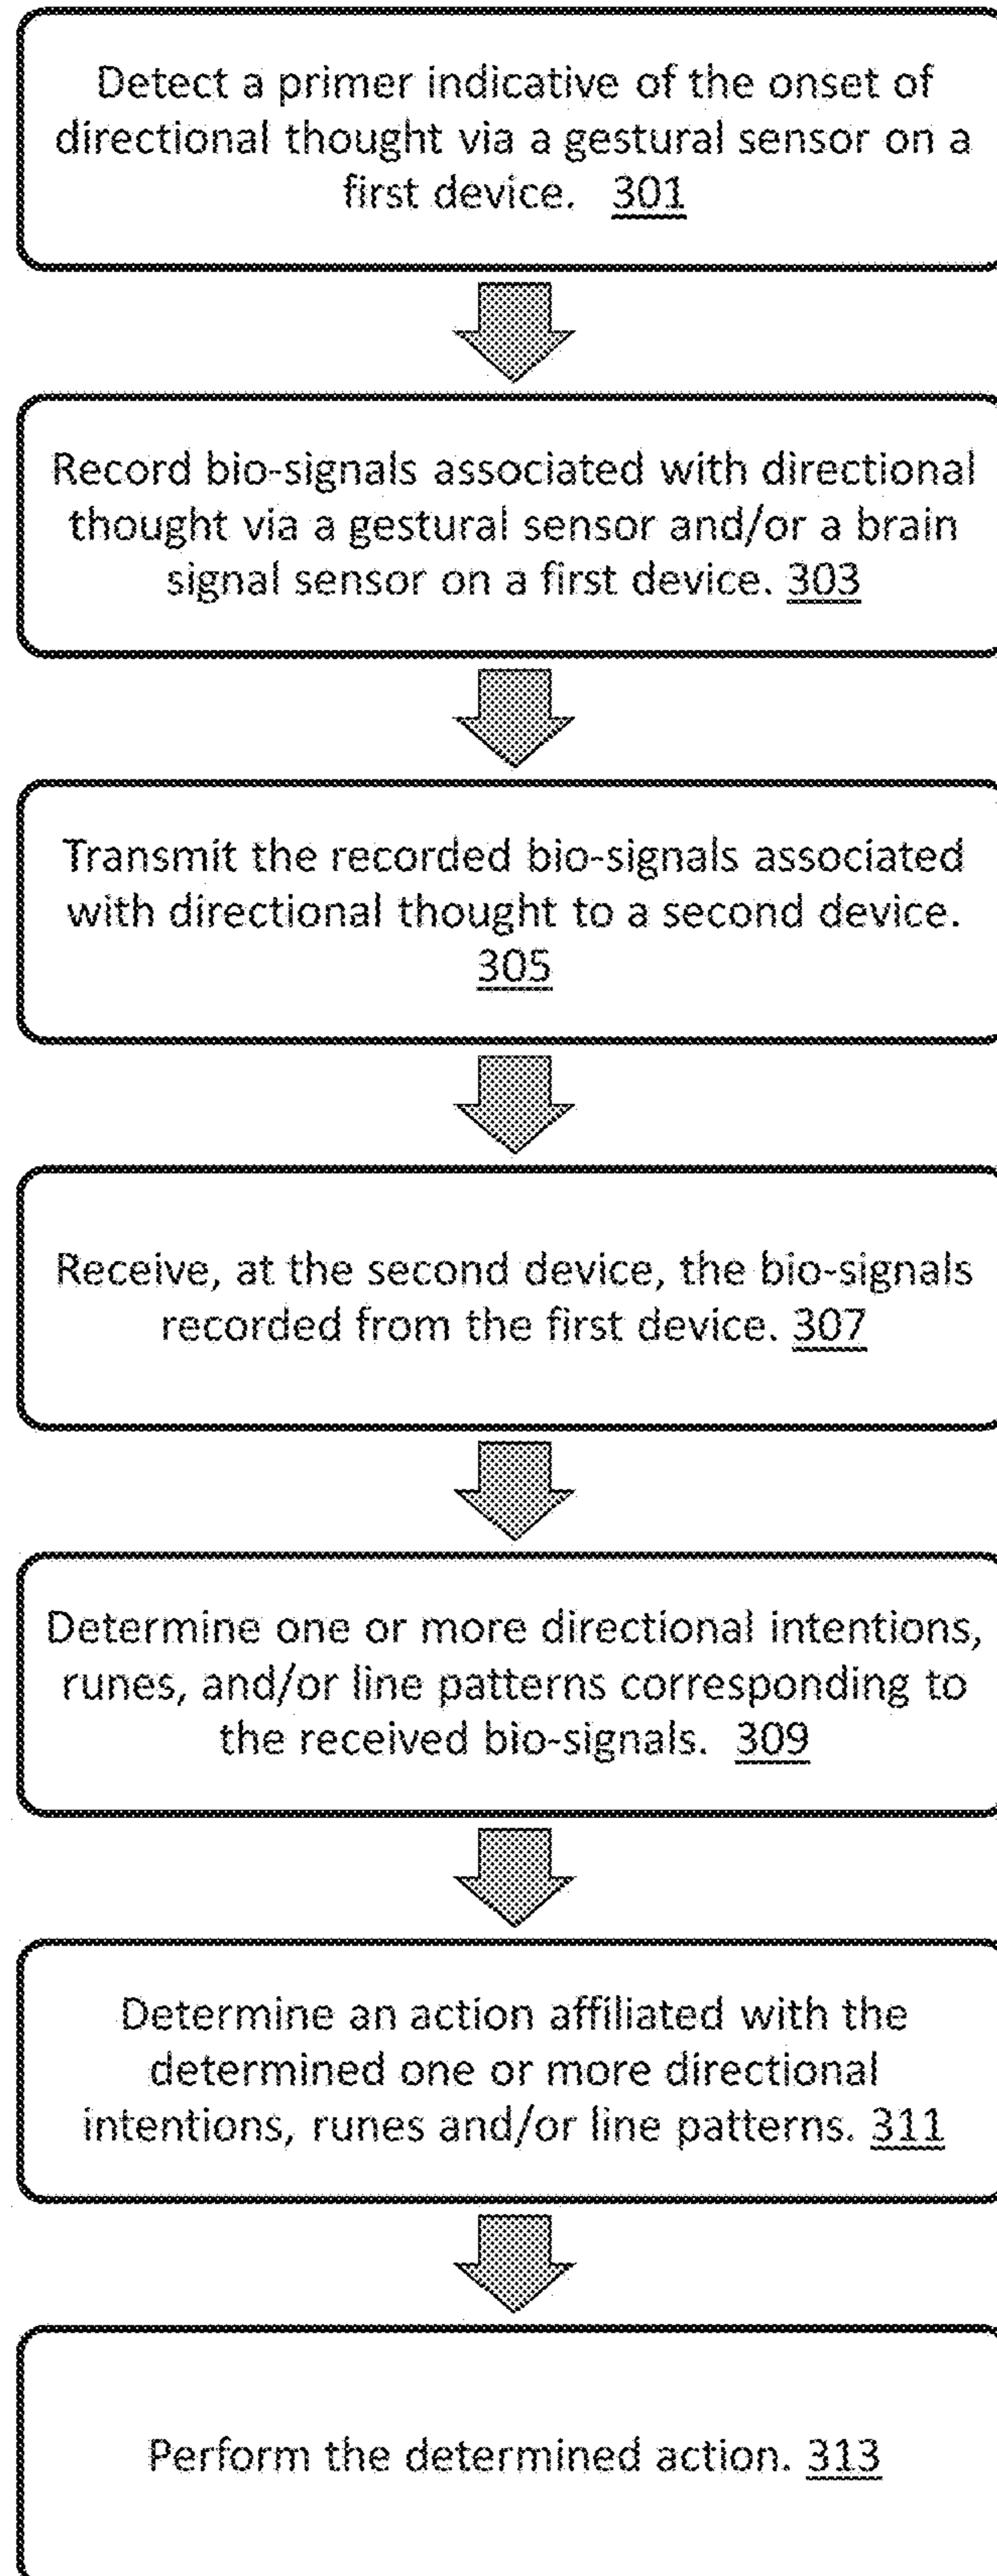 Detect a primer indicative of the onset of
directional thought via a gestural sensor on a
first device. 301
Record bio-signals associated with directional
thought via a gestural sensor and/or a brain
signal sensor on a first device. 303
Transmit the recorded bio-signals associated
with directional thought to a second device.
305
Receive, at the second device, the bio-signals
recorded from the first device. 307
Determine one or more directional intentions,
runes, and/or line patterns corresponding to
the received bio-signals. 309
Determine an action affiliated with the
determined one or more directional
intentions, runes and/or line patterns. 311
Perform the determined action. 313